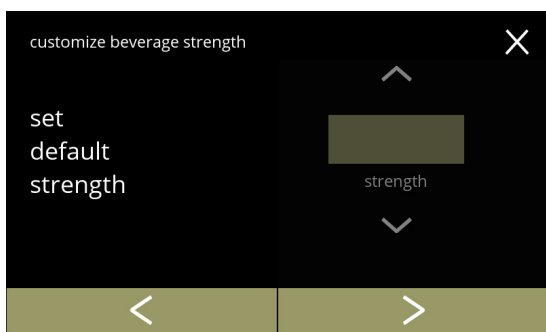 customize beverage strength
set
default
strength
strength